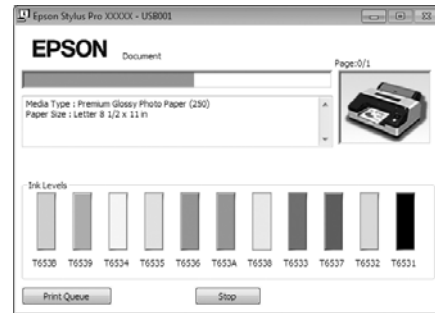 Epson Stylus Pro XXXXX - USB001
EPSON
Document
Page:0/1
Media Type : Premium Glossy Photo Paper (250)
Paper Size : Letter 8 1/2 x 11 in
Ink Levels
T653B T6539 T6534 T6535 T6536 T653A T6538 T6533 T6537 T6532 T6531
Print Queue
Stop